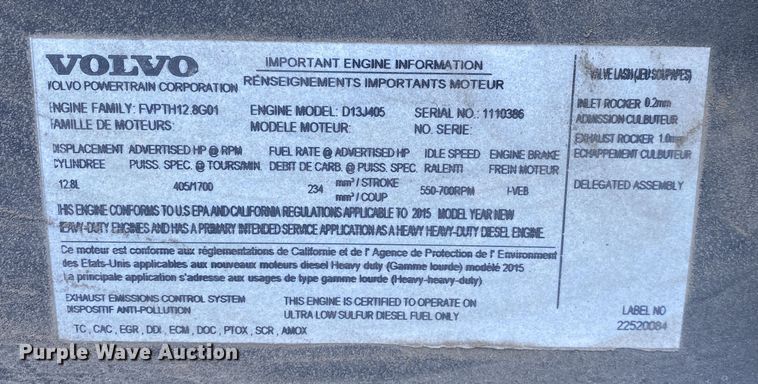 VOLVO
VOLVO POWERTRAIN CORPORATION
IMPORTANT ENGINE INFORMATION
RENSEIGNEMENTS IMPORTANTS MOTEUR
ENGINE FAMILY: FVPTH12.8G01 ENGINE MODEL: D13J405 SERIAL NO.: 1110386
FAMILLE DE MOTEURS: MODELE MOTEUR: NO. SERIE:
DISPLACEMENT ADVERTISED HP @ RPM FUEL RATE @ ADVERTISED HP IDLE SPEED ENGINE BRAKE
CYLINDREE PUISS. SPEC. @ TOURS/MIN. DEBIT DE CARB. @ PUISS. SPEC. RALENTI FREIN MOTEUR
12.8L 405/1700 234 mm³ / STROKE 550-700RPM I-VEB
mm³ / COUP
THIS ENGINE CONFORMS TO U.S EPA AND CALIFORNIA REGULATIONS APPLICABLE TO 2015 MODEL YEAR NEW
HEAVY-DUTY ENGINES AND HAS A PRIMARY INTENDED SERVICE APPLICATION AS A HEAVY HEAVY-DUTY DIESEL ENGINE.
Ce moteur est conforme aux réglementations de Californie et de l' Agence de Protection de l' Environment
des Etats-Unis applicables aux nouveaux moteurs diesel Heavy duty (Gamme lourde) modélé 2015
La principale application s'adresse aux usages de type gamme lourde (Heavy-heavy-duty)
EXHAUST EMISSIONS CONTROL SYSTEM
DISPOSTIF ANTI-POLLUTION
TC , CAC , EGR , DDI , ECM , DOC , PTOX , SCR , AMOX
THIS ENGINE IS CERTIFIED TO OPERATE ON
ULTRA LOW SULFUR DIESEL FUEL ONLY
VALVE LASH (JEU SOUPAPES)
INLET ROCKER 0.2mm
ADMISSION CULBUTEUR
EXHAUST ROCKER 1.0mm
ECHAPPEMENT CULBUTEUR
DELEGATED ASSEMBLY
LABEL NO
22520084
Purple Wave Auction